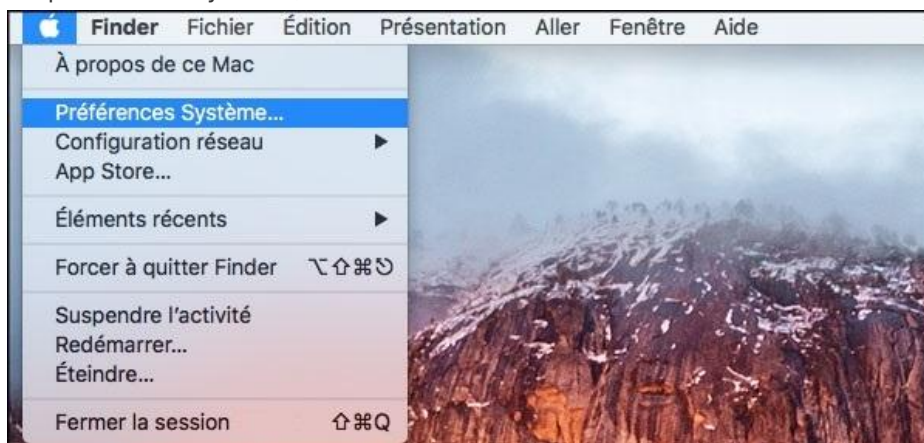 Finder Fichier Édition Présentation Aller Fenêtre Aide
À propos de ce Mac
Préférences Système...
Configuration réseau ▶
App Store...
Éléments récents ▶
Forcer à quitter Finder ⌥⇧⌘⎋
Suspendre l'activité
Redémarrer...
Éteindre...
Fermer la session ⇧⌘Q